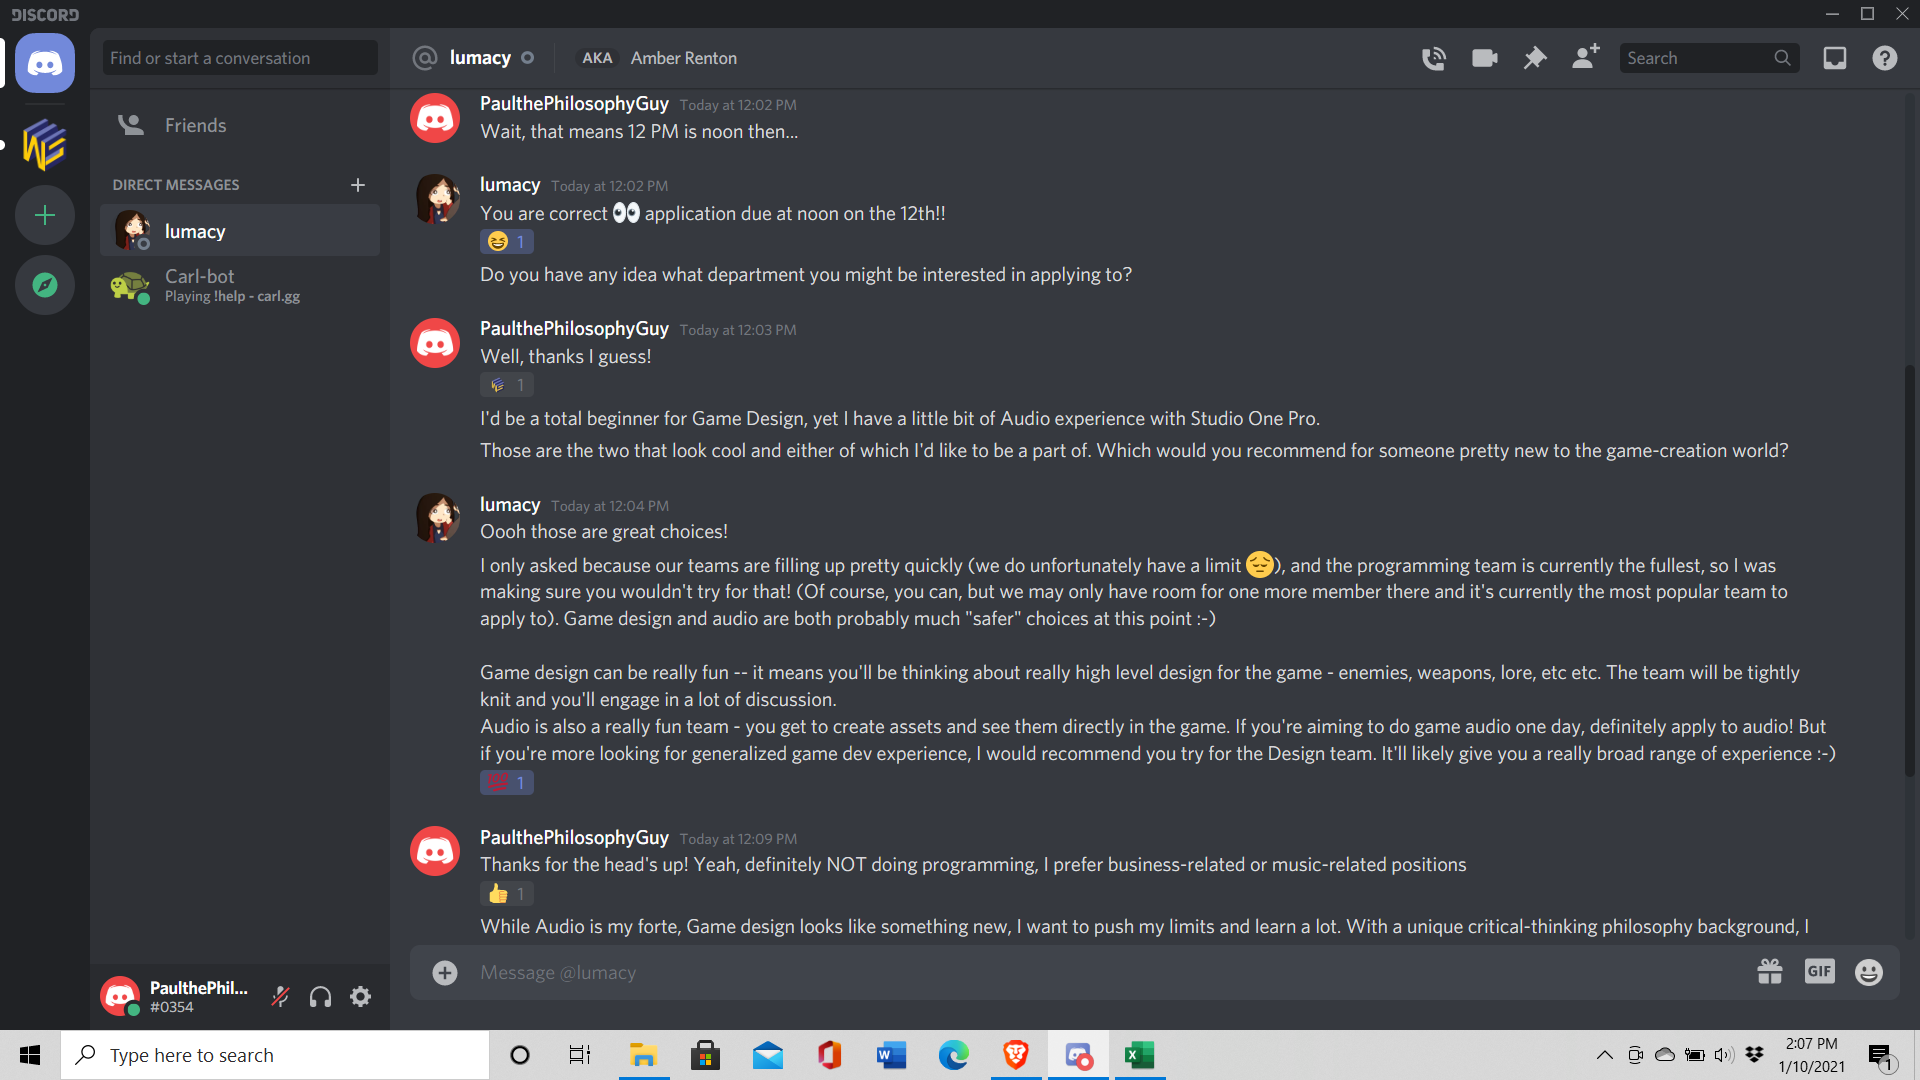 DISCORD
Find or start a conversation
lumacy
AKA
Amber Renton
Search
Friends
DIRECT MESSAGES
lumacy
Carl-bot
Playing !help - carl.gg
PaulthePhilosophyGuy Today at 12:02 PM
Wait, that means 12 PM is noon then...
lumacy Today at 12:02 PM
You are correct 👀 application due at noon on the 12th!!
😆 1
Do you have any idea what department you might be interested in applying to?
PaulthePhilosophyGuy Today at 12:03 PM
Well, thanks I guess!
1
I'd be a total beginner for Game Design, yet I have a little bit of Audio experience with Studio One Pro.
Those are the two that look cool and either of which I'd like to be a part of. Which would you recommend for someone pretty new to the game-creation world?
lumacy Today at 12:04 PM
Oooh those are great choices!
I only asked because our teams are filling up pretty quickly (we do unfortunately have a limit 😔), and the programming team is currently the fullest, so I was
making sure you wouldn't try for that! (Of course, you can, but we may only have room for one more member there and it's currently the most popular team to
apply to). Game design and audio are both probably much "safer" choices at this point :-)
Game design can be really fun -- it means you'll be thinking about really high level design for the game - enemies, weapons, lore, etc etc. The team will be tightly
knit and you'll engage in a lot of discussion.
Audio is also a really fun team - you get to create assets and see them directly in the game. If you're aiming to do game audio one day, definitely apply to audio! But
if you're more looking for generalized game dev experience, I would recommend you try for the Design team. It'll likely give you a really broad range of experience :-)
💯 1
PaulthePhilosophyGuy Today at 12:09 PM
Thanks for the head's up! Yeah, definitely NOT doing programming, I prefer business-related or music-related positions
👍 1
While Audio is my forte, Game design looks like something new, I want to push my limits and learn a lot. With a unique critical-thinking philosophy background, I
Message @lumacy
GIF
PaulthePhil...
#0354
Type here to search
2:07 PM
1/10/2021
1